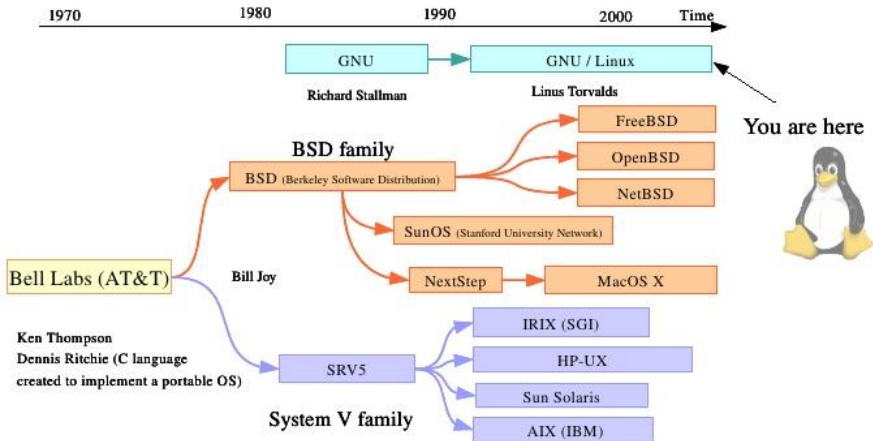 1970 1980 1990 2000 Time
GNU GNU / Linux
Richard Stallman Linus Torvalds
FreeBSD
You are here
BSD family
OpenBSD
BSD (Berkeley Software Distribution)
NetBSD
SunOS (Stanford University Network)
Bell Labs (AT&T)
Bill Joy
NextStep MacOS X
IRIX (SGI)
Ken Thompson
Dennis Ritchie (C language
created to implement a portable OS)
HP-UX
SRV5
Sun Solaris
System V family
AIX (IBM)